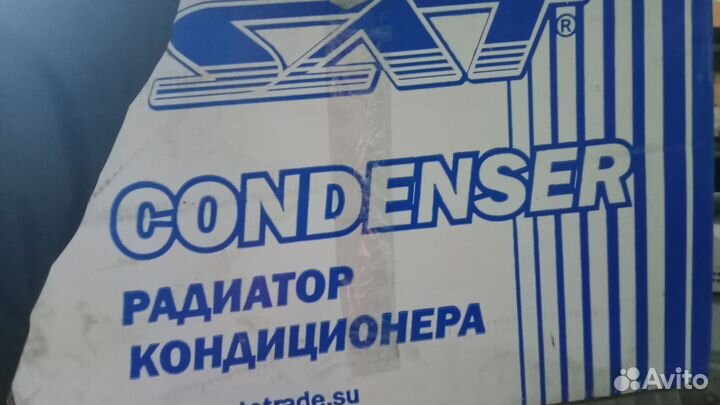 SAT®
CONDENSER
РАДИАТОР
КОНДИЦИОНЕРА
Avito